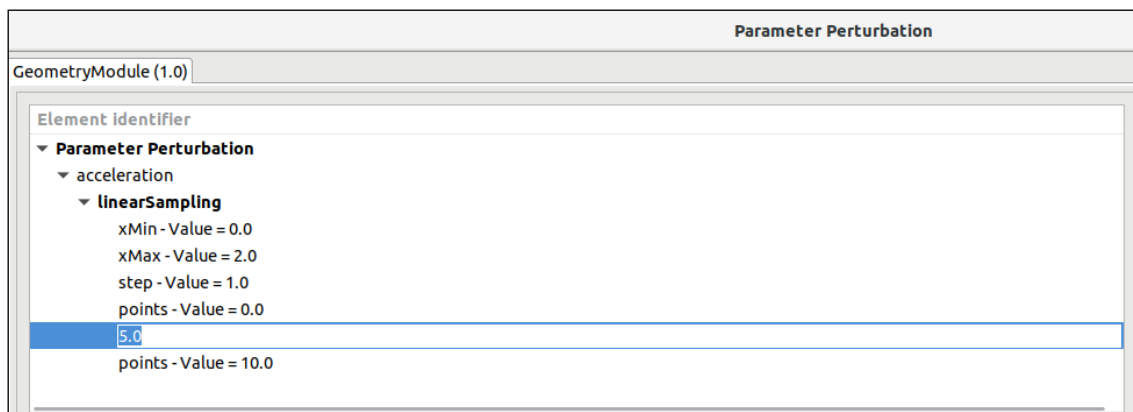 Parameter Perturbation
GeometryModule (1.0)
Element identifier
Parameter Perturbation
acceleration
linearSampling
xMin - Value = 0.0
xMax - Value = 2.0
step - Value = 1.0
points - Value = 0.0
5.0
points - Value = 10.0